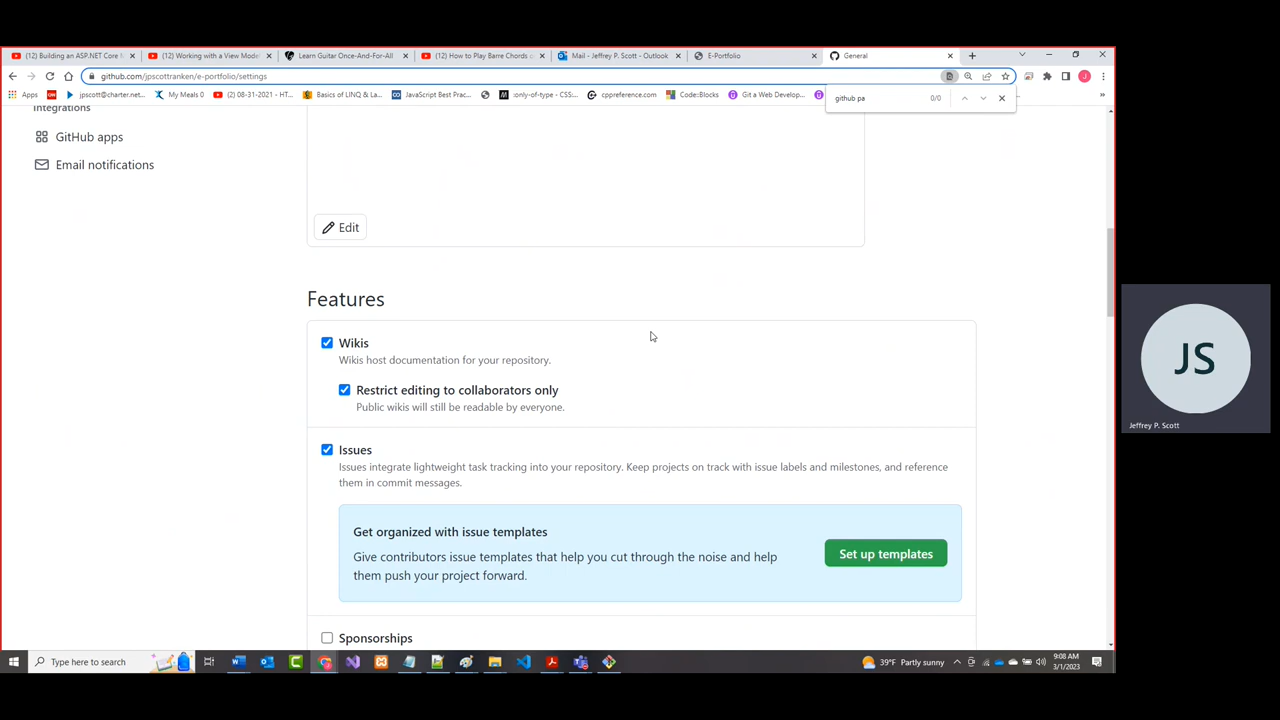 (12) Building an ASP.NET Core M
(12) Working with a View Model
Learn Guitar Once-And-For-All
(12) How to Play Barre Chords o
Mail - Jeffrey P. Scott - Outlook
E-Portfolio
General
github.com/jpscottranken/e-portfolio/settings
Apps
jpscott@charter.net...
My Meals 0
(2) 08-31-2021 - HT...
Basics of LINQ & La...
JavaScript Best Prac...
:only-of-type - CSS:...
cppreference.com
Code::Blocks
Git a Web Develop...
»
github pa
0/0
Integrations
GitHub apps
Email notifications
Edit
Features
Wikis
Wikis host documentation for your repository.
Restrict editing to collaborators only
Public wikis will still be readable by everyone.
Issues
Issues integrate lightweight task tracking into your repository. Keep projects on track with issue labels and milestones, and reference
them in commit messages.
Get organized with issue templates
Give contributors issue templates that help you cut through the noise and help
them push your project forward.
Set up templates
Sponsorships
JS
Jeffrey P. Scott
Type here to search
39°F Partly sunny
9:08 AM
3/1/2023